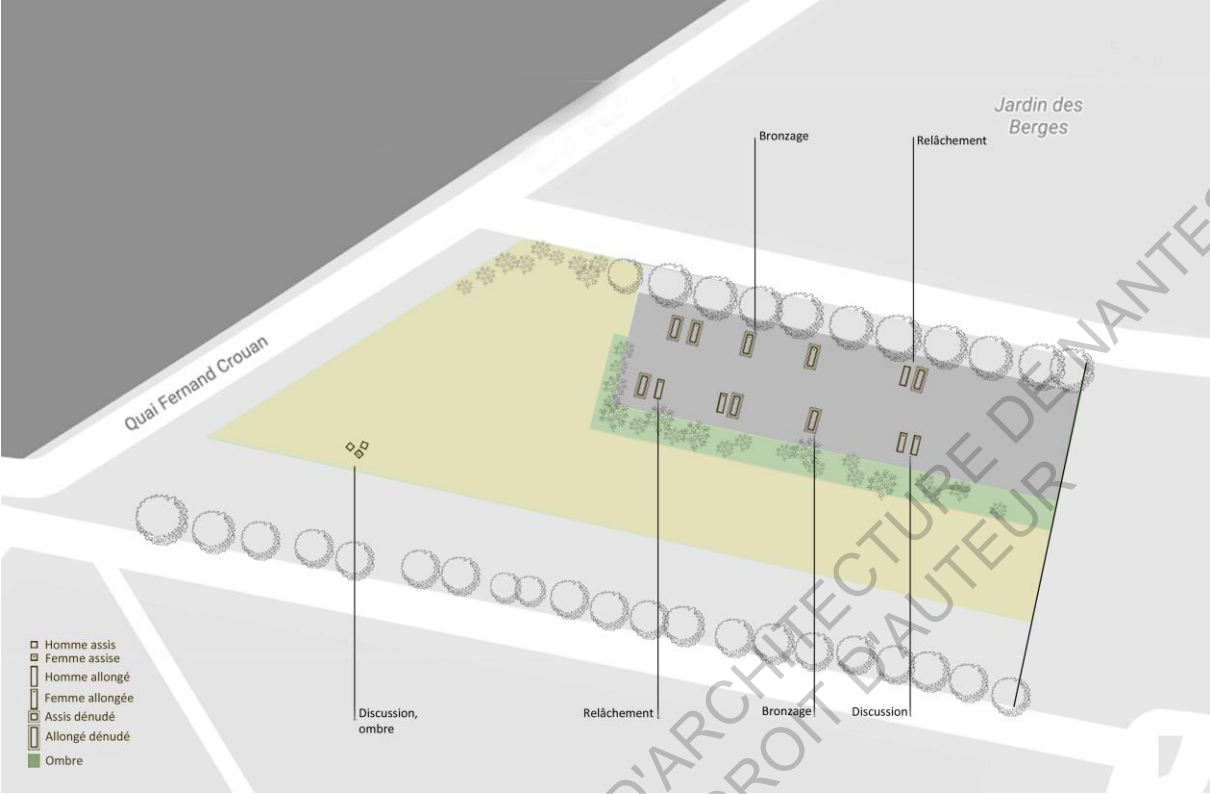 Jardin des
Berges
Bronzage
Relâchement
Quai Fernand Crouan
Homme assis
Femme assise
Homme allongé
Femme allongée
Assis dénudé
Allongé dénudé
Ombre
Discussion,
ombre
Relâchement
Bronzage
Discussion
D'ARCHITECTURE DE NANTES
DROIT D'AUTEUR